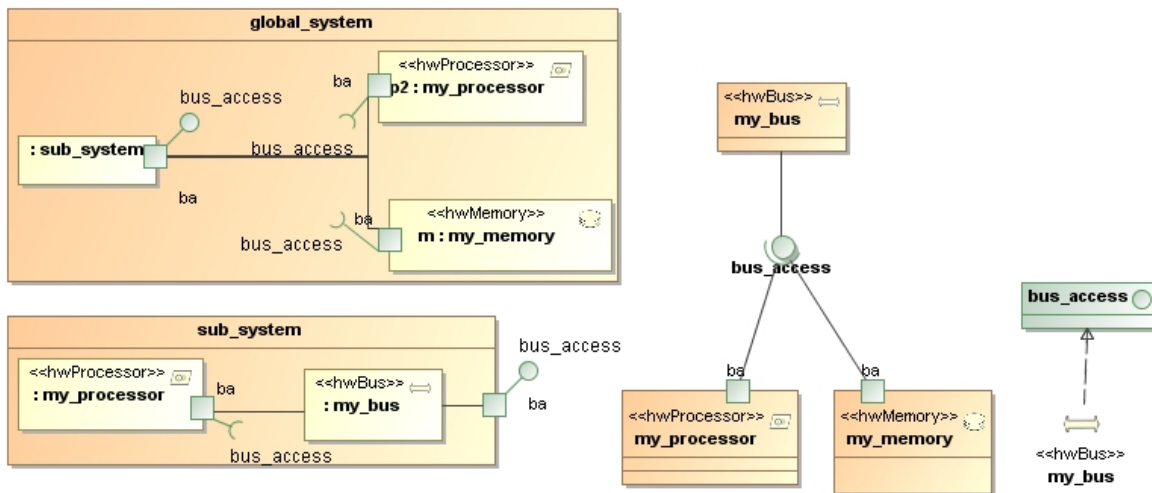 global_system
<<hwProcessor>>
ba
p2 : my_processor
bus_access
: sub_system
bus_access
ba
<<hwMemory>>
ba
m : my_memory
bus_access
sub_system
<<hwProcessor>>
: my_processor
ba
<<hwBus>>
: my_bus
bus_access
bus_access
ba
<<hwBus>>
my_bus
bus_access
ba
ba
<<hwProcessor>>
my_processor
<<hwMemory>>
my_memory
bus_access
<<hwBus>>
my_bus